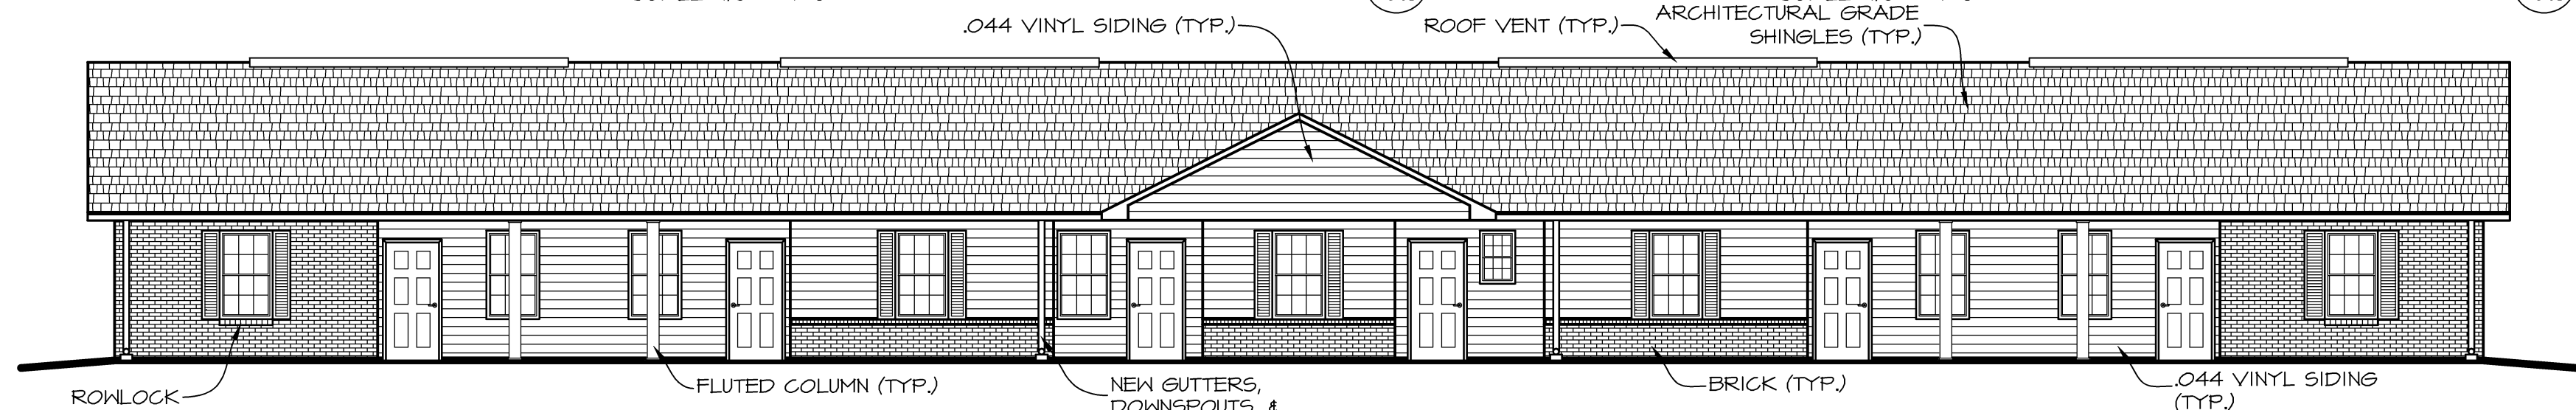 .044 VINYL SIDING (TYP.)
ROOF VENT (TYP.)
ARCHITECTURAL GRADE
SHINGLES (TYP.)
ROWLOCK
FLUTED COLUMN (TYP.)
NEW GUTTERS,
DOWNSPOUTS, &
BRICK (TYP.)
.044 VINYL SIDING
(TYP.)